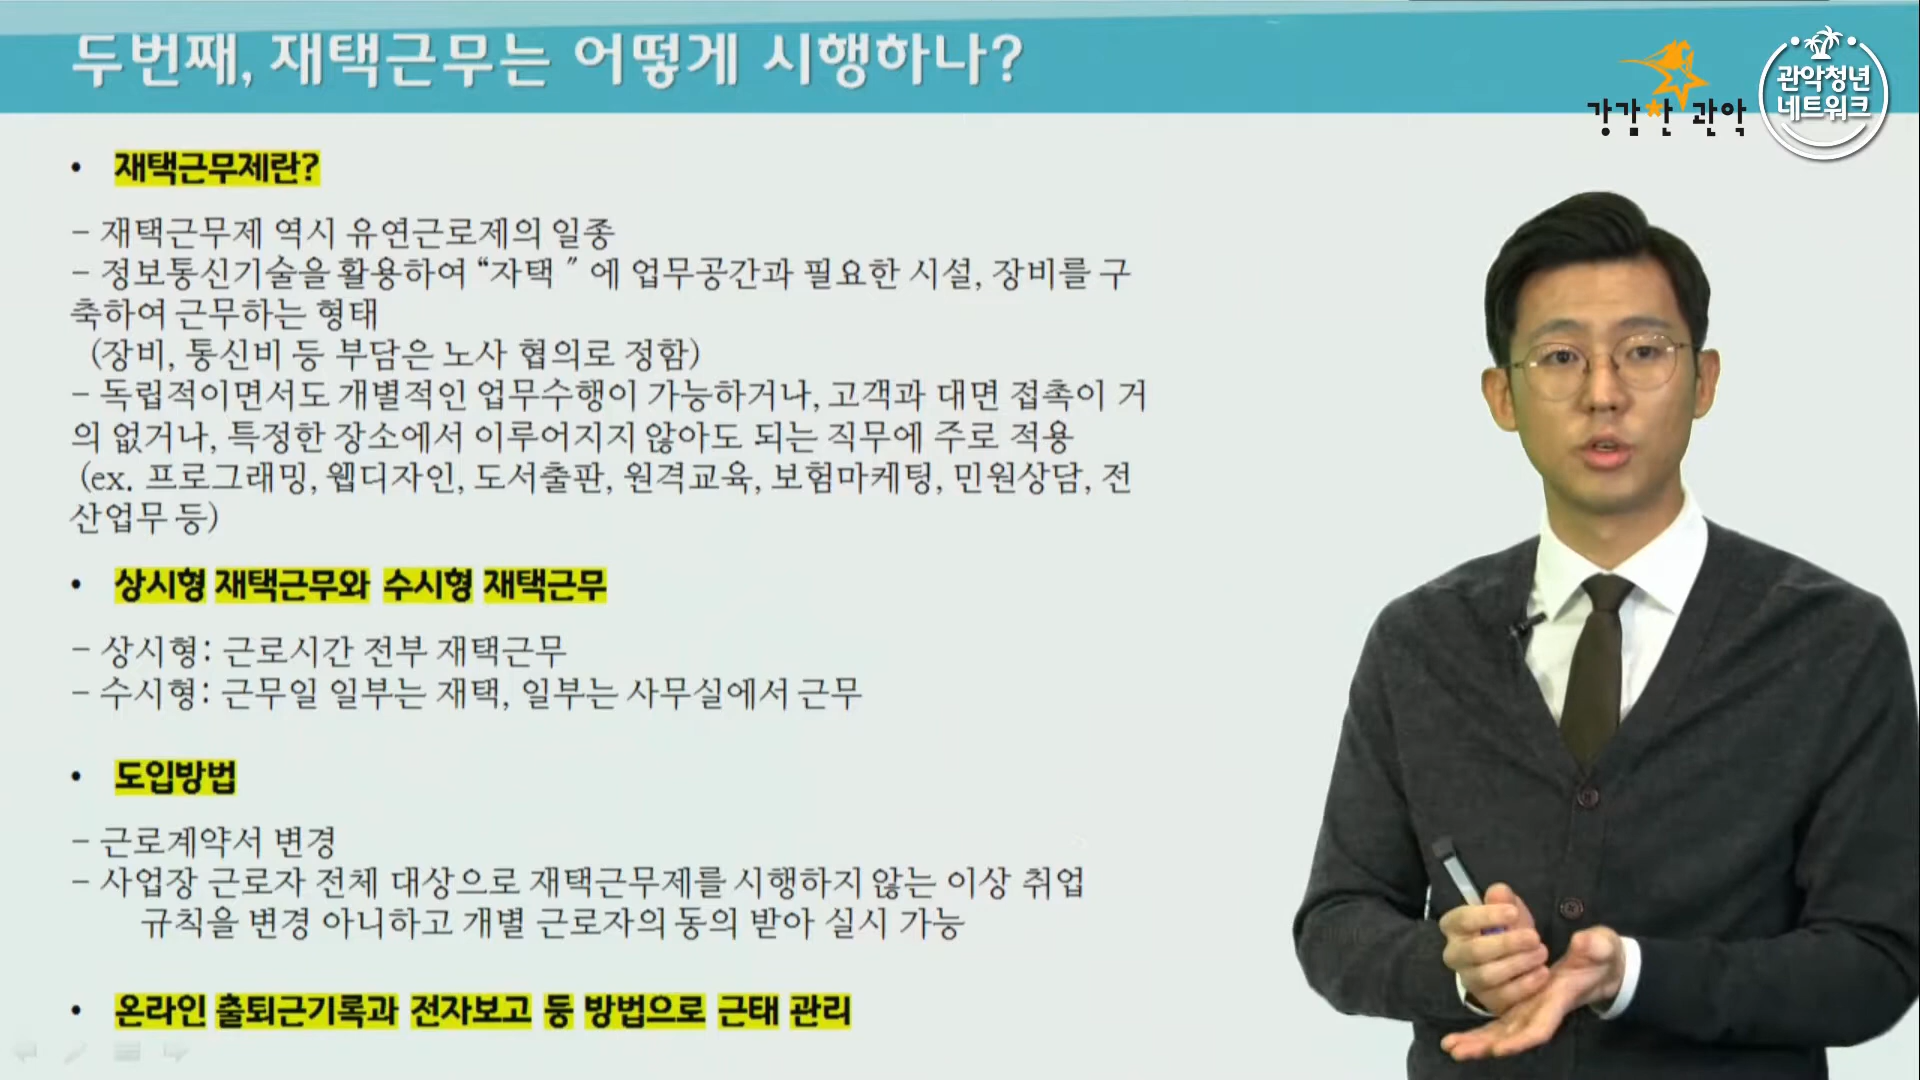 두번째, 재택근무는 어떻게 시행하나?
강감찬 관악
관악청년
네트워크
• 재택근무제란?
- 재택근무제 역시 유연근로제의 일종
- 정보통신기술을 활용하여 “자택 ″ 에 업무공간과 필요한 시설, 장비를 구
축하여 근무하는 형태
(장비, 통신비 등 부담은 노사 협의로 정함)
- 독립적이면서도 개별적인 업무수행이 가능하거나, 고객과 대면 접촉이 거
의 없거나, 특정한 장소에서 이루어지지 않아도 되는 직무에 주로 적용
(ex. 프로그래밍, 웹디자인, 도서출판, 원격교육, 보험마케팅, 민원상담, 전
산업무 등)
• 상시형 재택근무와 수시형 재택근무
- 상시형: 근로시간 전부 재택근무
- 수시형: 근무일 일부는 재택, 일부는 사무실에서 근무
• 도입방법
- 근로계약서 변경
- 사업장 근로자 전체 대상으로 재택근무제를 시행하지 않는 이상 취업
규칙을 변경 아니하고 개별 근로자의 동의 받아 실시 가능
• 온라인 출퇴근기록과 전자보고 등 방법으로 근태 관리